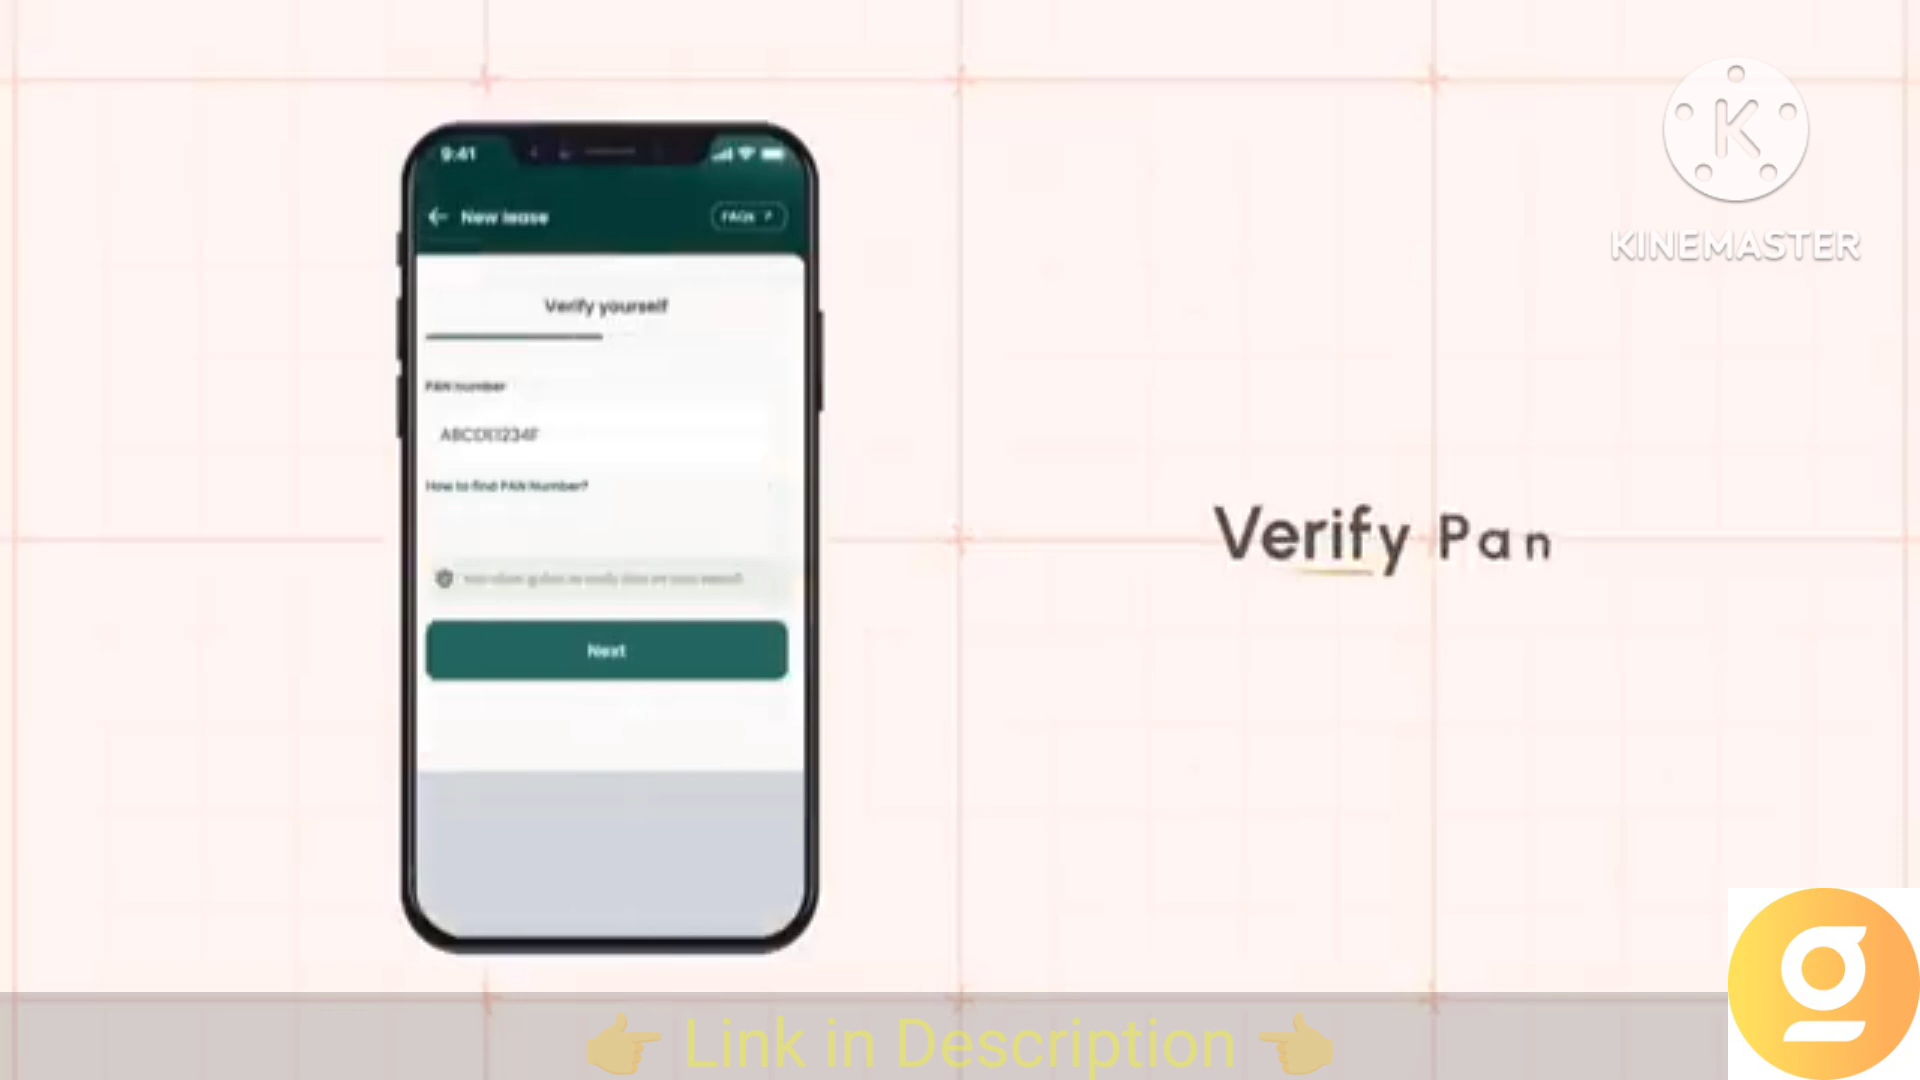 9:41
New lease
FAQs ?
Verify yourself
PAN number
ABCDE1234F
How to find PAN Number?
Next
Verify Pan
K
KINEMASTER
👉 Link in Description 👈
g